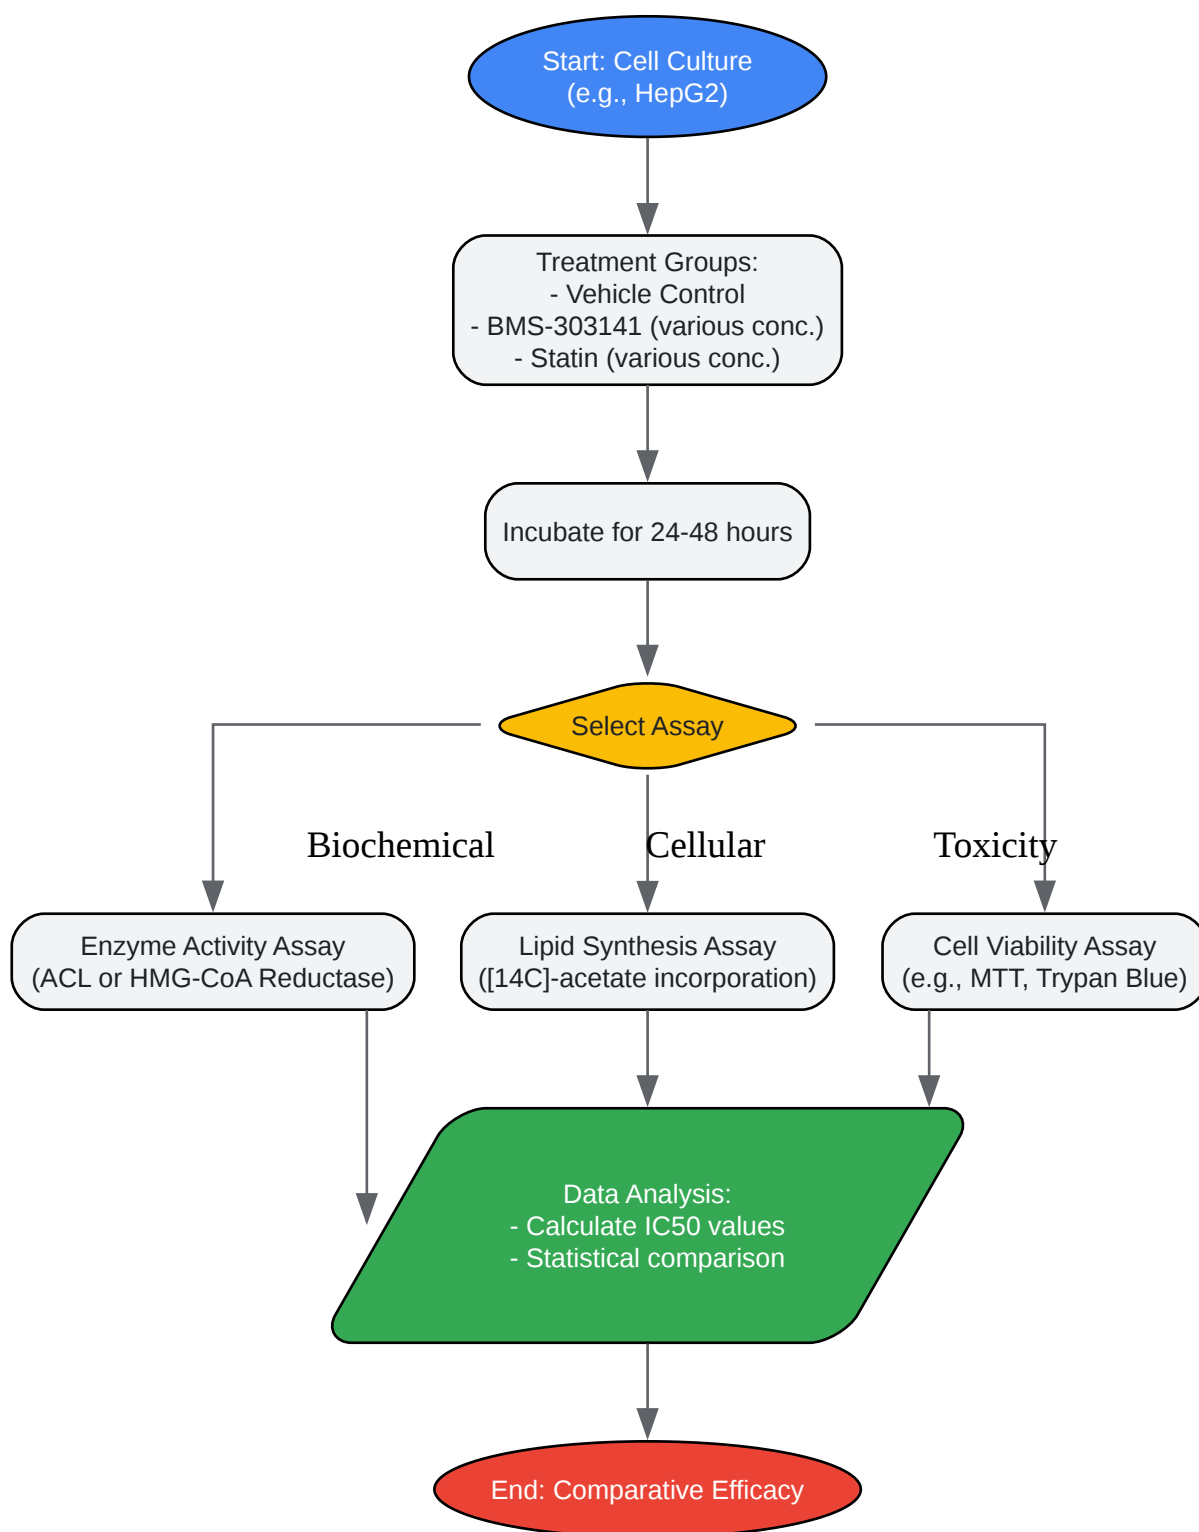 Start: Cell Culture
(e.g., HepG2)
Treatment Groups:
- Vehicle Control
- BMS-303141 (various conc.)
- Statin (various conc.)
Incubate for 24-48 hours
Select Assay
Biochemical
Cellular
Toxicity
Enzyme Activity Assay
(ACL or HMG-CoA Reductase)
Lipid Synthesis Assay
([14C]-acetate incorporation)
Cell Viability Assay
(e.g., MTT, Trypan Blue)
Data Analysis:
- Calculate IC50 values
- Statistical comparison
End: Comparative Efficacy